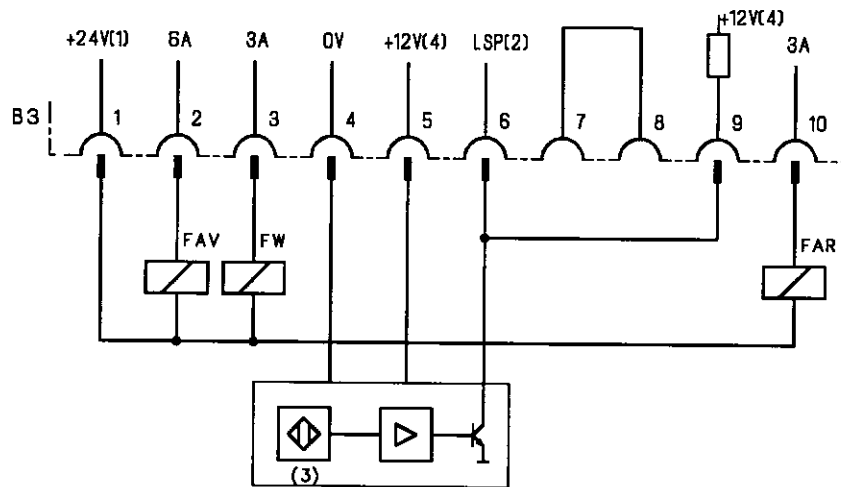 +24V(1) 6A 3A 0V +12V(4) LSP(2) +12V(4) 3A
B3 1 2 3 4 5 6 7 8 9 10
FAV FW FAR
(3)